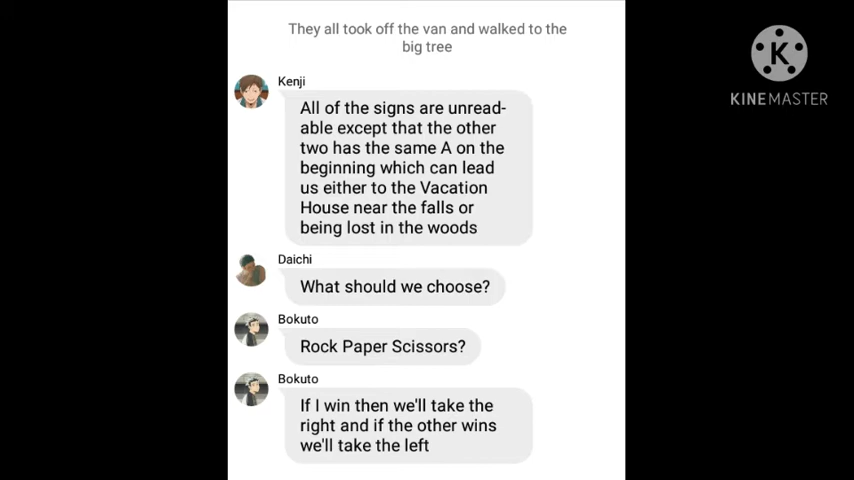 They all took off the van and walked to the
big tree
Kenji
All of the signs are unread-
able except that the other
two has the same A on the
beginning which can lead
us either to the Vacation
House near the falls or
being lost in the woods
Daichi
What should we choose?
Bokuto
Rock Paper Scissors?
Bokuto
If I win then we'll take the
right and if the other wins
we'll take the left
K
KINEMASTER